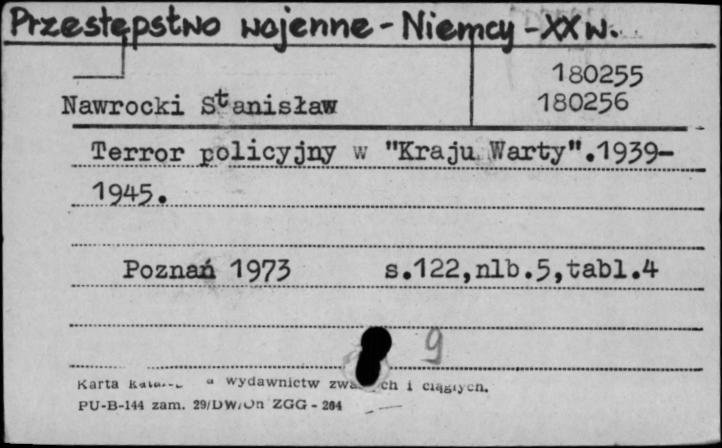 Przestępstwo wojenne - Niemcy - XX w.
180255
Nawrocki Stanisław 180256
Terror policyjny w "Kraju Warty".1939-
1945.
Poznań 1973 s.122,nlb.5,tabl.4
9
Karta wydawnictw i ciągłych.
PU-B-144 zam. 29/DW/On ZGG - 264